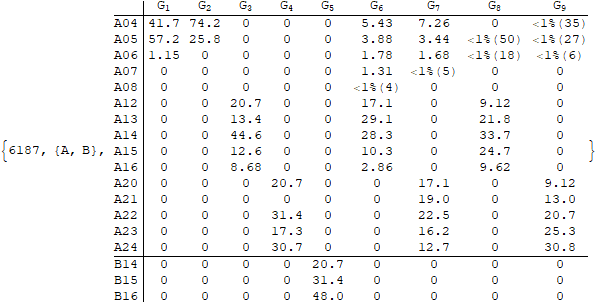 G₁ G₂ G₃ G₄ G₅ G₆ G₇ G₈ G₉
A04 41.7 74.2 0 0 0 5.43 7.26 0 <1%(35)
A05 57.2 25.8 0 0 0 3.88 3.44 <1%(50) <1%(27)
A06 1.15 0 0 0 0 1.78 1.68 <1%(18) <1%(6)
A07 0 0 0 0 0 1.31 <1%(5) 0 0
A08 0 0 0 0 0 <1%(4) 0 0 0
A12 0 0 20.7 0 0 17.1 0 9.12 0
A13 0 0 13.4 0 0 29.1 0 21.8 0
A14 0 0 44.6 0 0 28.3 0 33.7 0
{6187, {A, B}, A15 0 0 12.6 0 0 10.3 0 24.7 0 }
A16 0 0 8.68 0 0 2.86 0 9.62 0
A20 0 0 0 20.7 0 0 17.1 0 9.12
A21 0 0 0 0 0 0 19.0 0 13.0
A22 0 0 0 31.4 0 0 22.5 0 20.7
A23 0 0 0 17.3 0 0 16.2 0 25.3
A24 0 0 0 30.7 0 0 12.7 0 30.8
B14 0 0 0 0 20.7 0 0 0 0
B15 0 0 0 0 31.4 0 0 0 0
B16 0 0 0 0 48.0 0 0 0 0